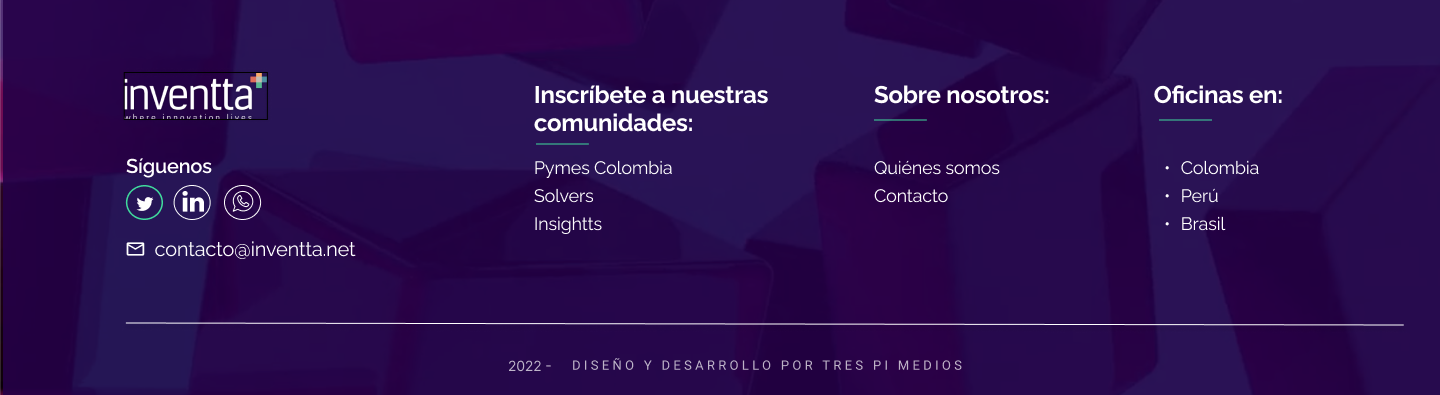 inventta
where innovation lives
Síguenos
contacto@inventta.net
Inscríbete a nuestras
comunidades:
Pymes Colombia
Solvers
Insightts
Sobre nosotros:
Quiénes somos
Contacto
Oficinas en:
• Colombia
• Perú
• Brasil
2022 - DISEÑO Y DESARROLLO POR TRES PI MEDIOS